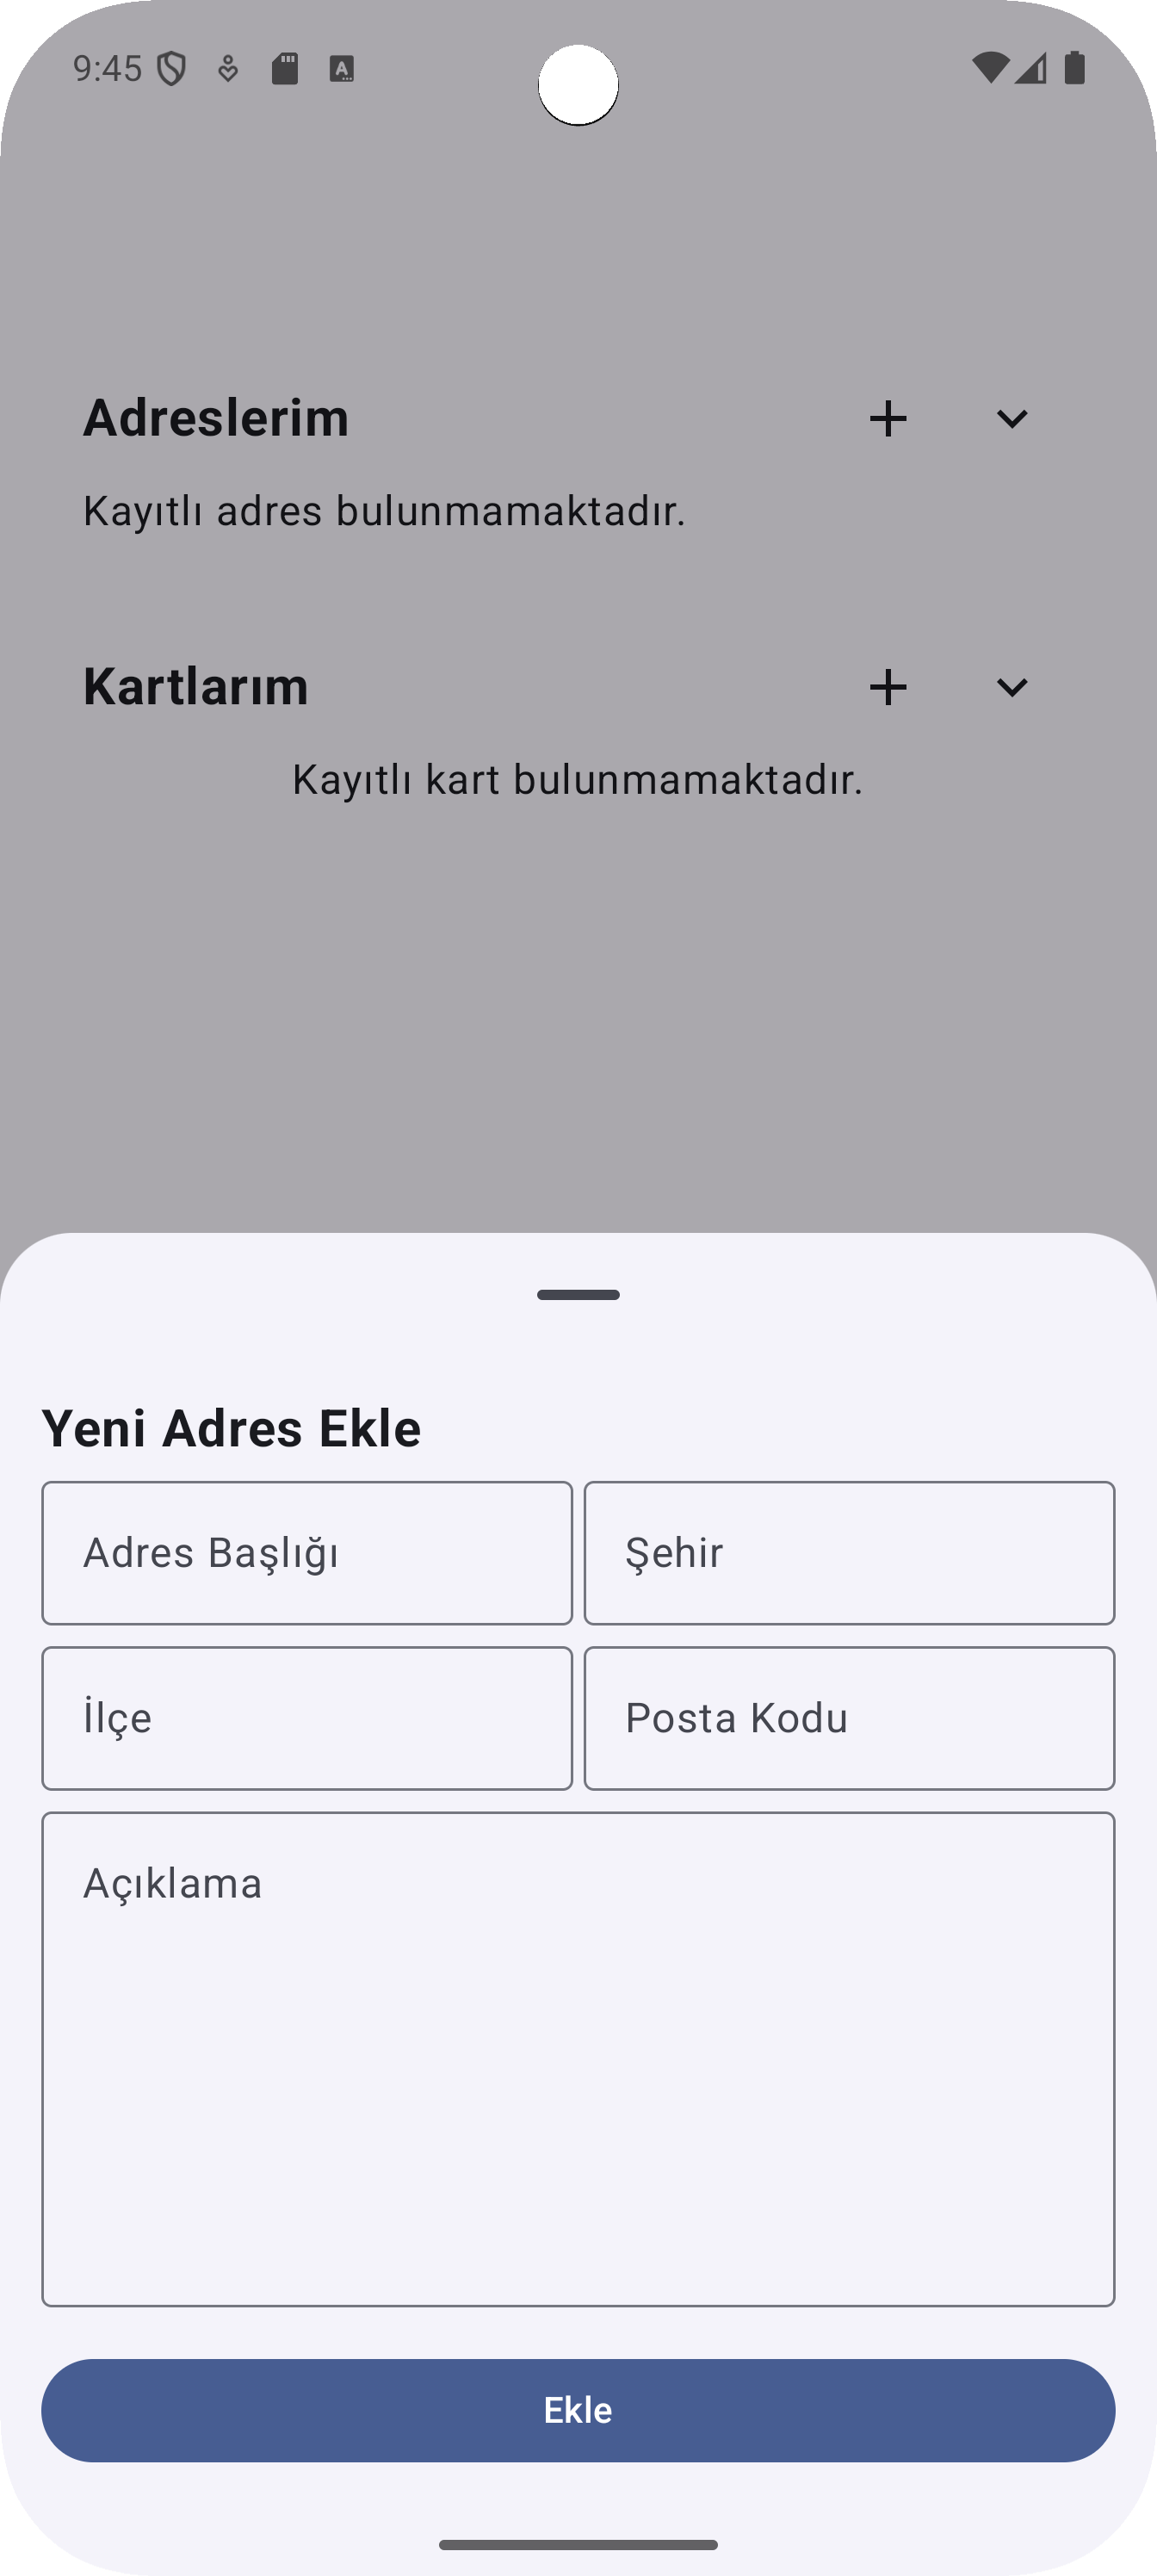 9:45
Adreslerim
Kayıtlı adres bulunmamaktadır.
Kartlarım
Kayıtlı kart bulunmamaktadır.
Yeni Adres Ekle
Adres Başlığı
Şehir
İlçe
Posta Kodu
Açıklama
Ekle